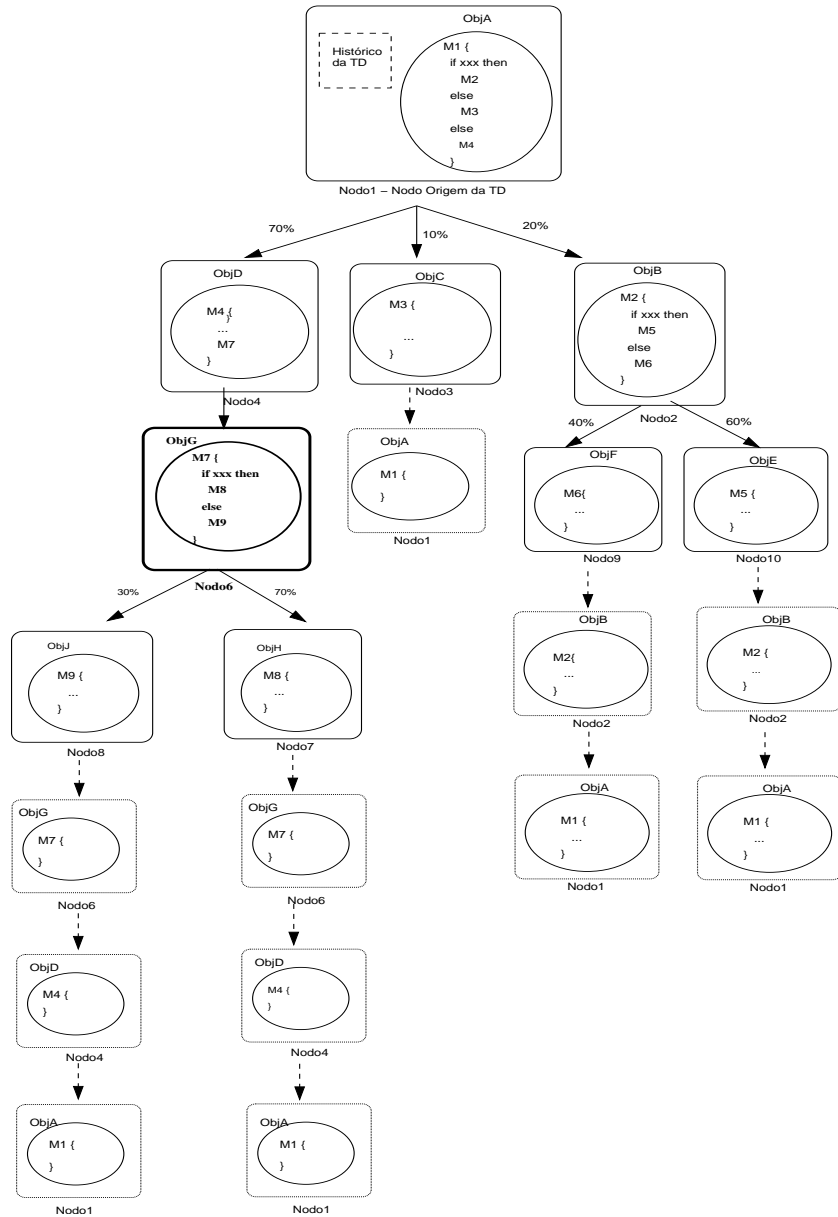 ObjA
Histórico
da TD
M1 {
if xxx then
M2
else
M3
else
M4
}
Nodo1 – Nodo Origem da TD
70%
10%
20%
ObjD
M4 {
}
...
M7
}
Nodo4
ObjC
M3 {
...
}
Nodo3
ObjB
M2 {
if xxx then
M5
else
M6
}
Nodo2
ObjG
M7 {
if xxx then
M8
else
M9
}
Nodo6
ObjA
M1 {
}
Nodo1
40%
60%
ObjF
M6{
...
}
Nodo9
ObjE
M5 {
...
}
Nodo10
30%
70%
ObjJ
M9 {
...
}
Nodo8
ObjH
M8 {
...
}
Nodo7
ObjB
M2{
...
}
Nodo2
ObjB
M2 {
...
}
Nodo2
ObjG
M7 {
}
Nodo6
ObjG
M7 {
}
Nodo6
ObjA
M1 {
...
}
Nodo1
ObjA
M1 {
...
}
Nodo1
ObjD
M4 {
}
Nodo4
ObjD
M4 {
}
Nodo4
ObjA
M1 {
}
Nodo1
ObjA
M1 {
}
Nodo1